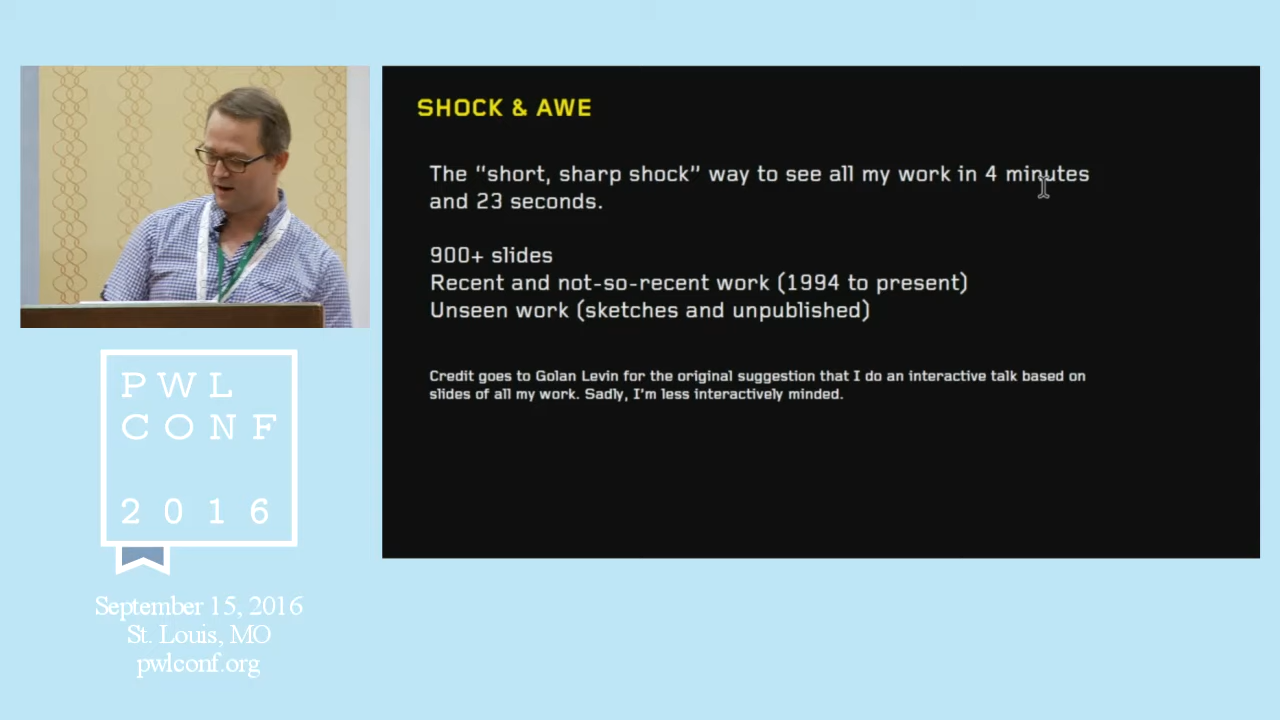 SHOCK & AWE
The “short, sharp shock” way to see all my work in 4 minutes
and 23 seconds.
900+ slides
Recent and not-so-recent work (1994 to present)
Unseen work (sketches and unpublished)
Credit goes to Golan Levin for the original suggestion that I do an interactive talk based on
slides of all my work. Sadly, I’m less interactively minded.
PWL
CONF
2016
September 15, 2016
St. Louis, MO
pwlconf.org